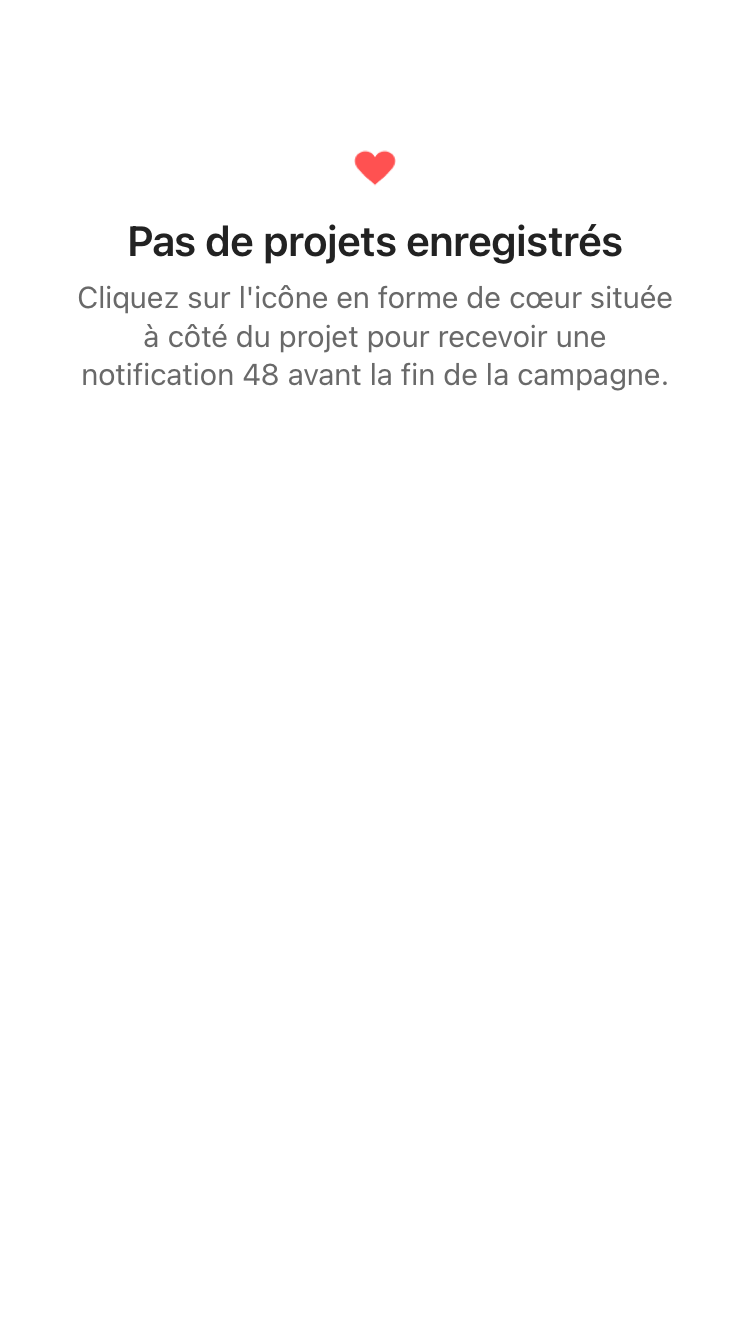 Pas de projets enregistrés
Cliquez sur l'icône en forme de cœur située
à côté du projet pour recevoir une
notification 48 avant la fin de la campagne.